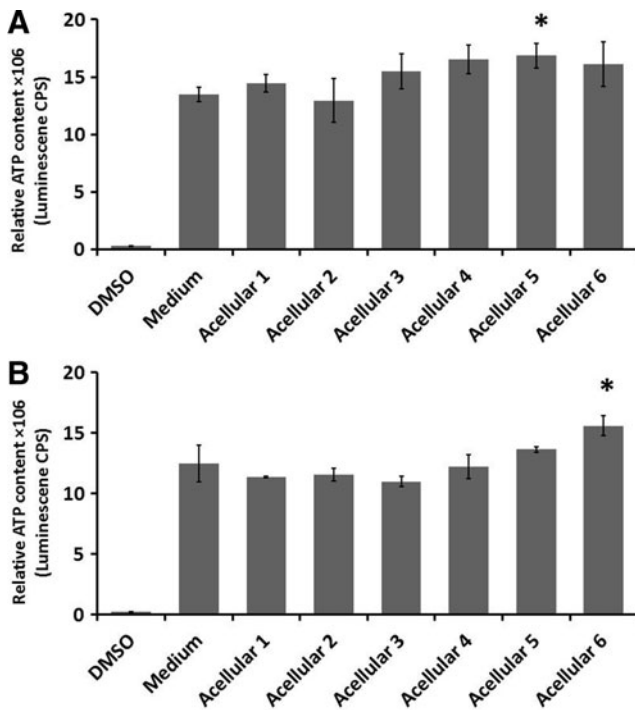 A
Relative ATP content ×106
(Luminescene CPS)
20
15
10
5
0
*
DMSO
Medium
Acellular 1
Acellular 2
Acellular 3
Acellular 4
Acellular 5
Acellular 6
B
Relative ATP content ×106
(Luminescene CPS)
20
15
10
5
0
*
DMSO
Medium
Acellular 1
Acellular 2
Acellular 3
Acellular 4
Acellular 5
Acellular 6